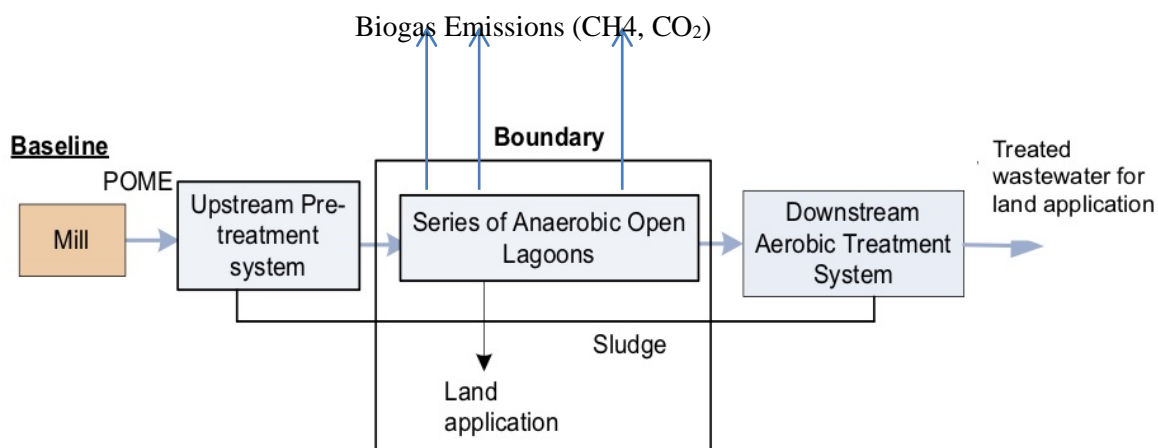 Biogas Emissions (CH4, CO₂)
Boundary
Baseline
POME
Mill
Upstream Pre-
treatment
system
Series of Anaerobic Open
Lagoons
Downstream
Aerobic Treatment
System
Treated
wastewater for
land application
Sludge
Land
application